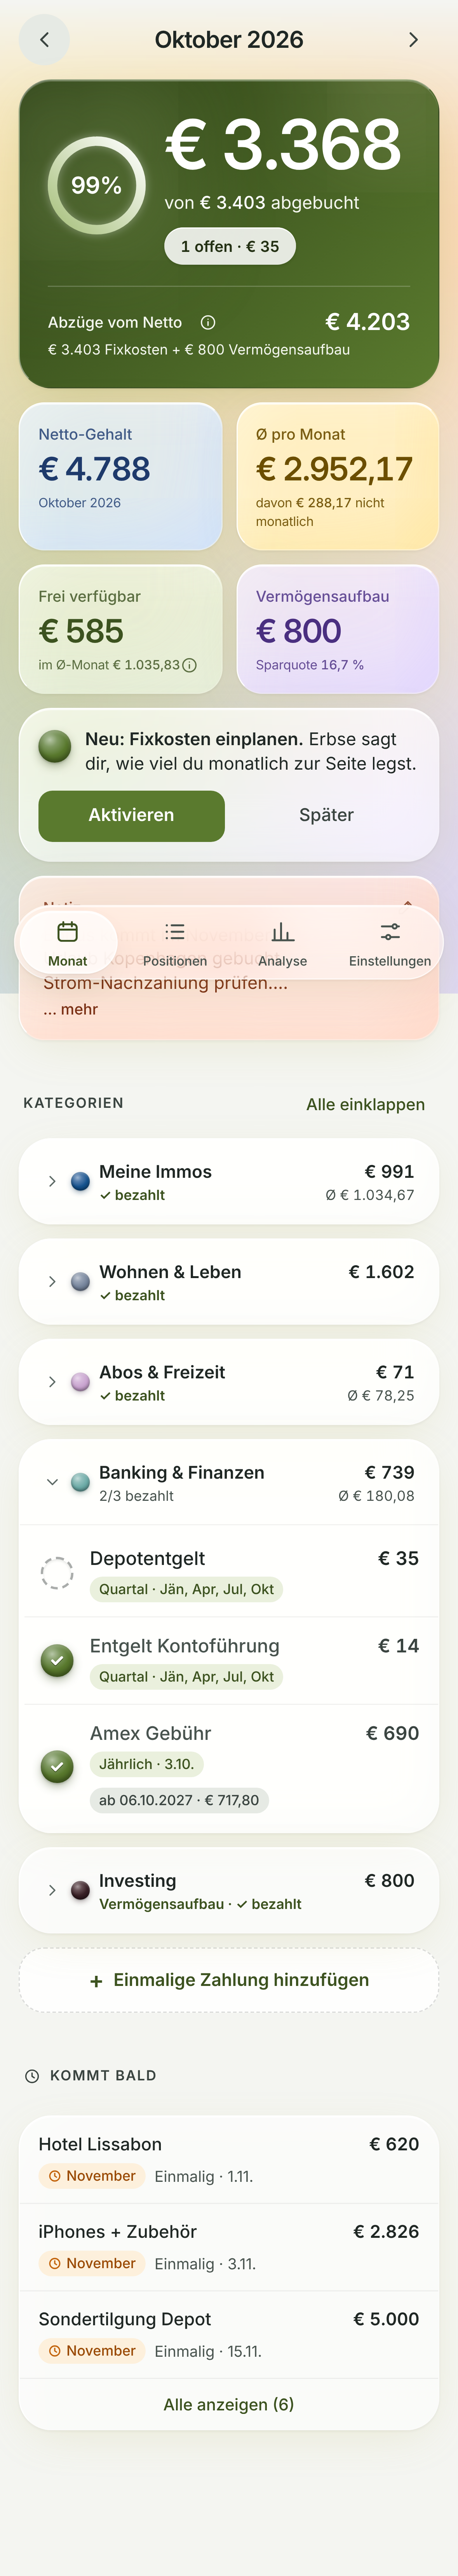 Oktober 2026
99%
€ 3.368
von € 3.403 abgebucht
1 offen · € 35
Abzüge vom Netto
€ 4.203
€ 3.403 Fixkosten + € 800 Vermögensaufbau
Netto-Gehalt
€ 4.788
Oktober 2026
Ø pro Monat
€ 2.952,17
davon € 288,17 nicht
monatlich
Frei verfügbar
€ 585
im Ø-Monat € 1.035,83
Vermögensaufbau
€ 800
Sparquote 16,7 %
Neu: Fixkosten einplanen. Erbse sagt
dir, wie viel du monatlich zur Seite legst.
Aktivieren
Später
Monat
Positionen
Analyse
Einstellungen
Strom-Nachzahlung prüfen....
... mehr
KATEGORIEN
Alle einklappen
Meine Immos
€ 991
✓ bezahlt
Ø € 1.034,67
Wohnen & Leben
€ 1.602
✓ bezahlt
Abos & Freizeit
€ 71
✓ bezahlt
Ø € 78,25
Banking & Finanzen
€ 739
2/3 bezahlt
Ø € 180,08
Depotentgelt
€ 35
Quartal · Jän, Apr, Jul, Okt
Entgelt Kontoführung
€ 14
Quartal · Jän, Apr, Jul, Okt
Amex Gebühr
€ 690
Jährlich · 3.10.
ab 06.10.2027 · € 717,80
Investing
€ 800
Vermögensaufbau · ✓ bezahlt
+ Einmalige Zahlung hinzufügen
KOMMT BALD
Hotel Lissabon
€ 620
November
Einmalig · 1.11.
iPhones + Zubehör
€ 2.826
November
Einmalig · 3.11.
Sondertilgung Depot
€ 5.000
November
Einmalig · 15.11.
Alle anzeigen (6)